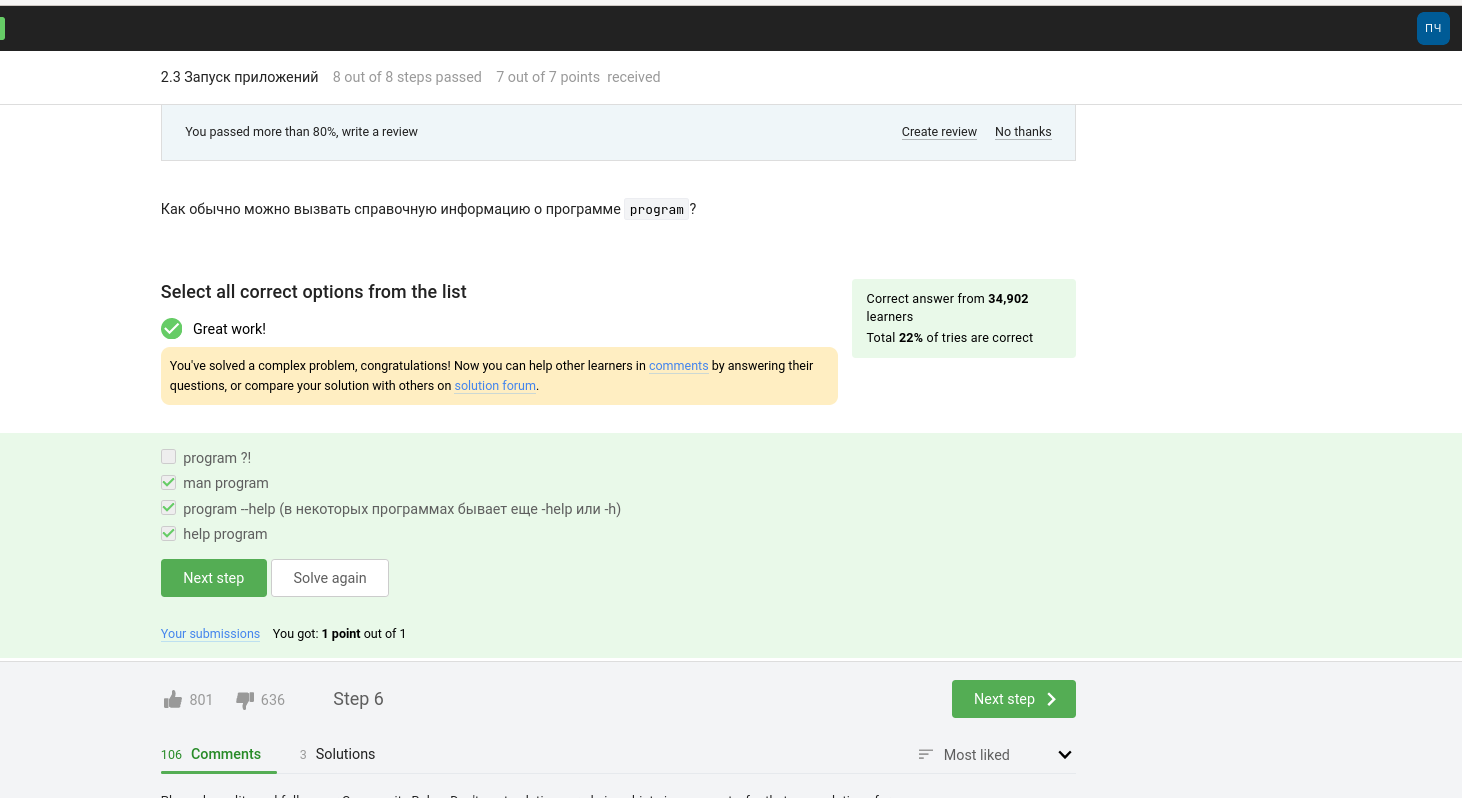 ПЧ
2.3 Запуск приложений 8 out of 8 steps passed 7 out of 7 points received
You passed more than 80%, write a review Create review No thanks
Как обычно можно вызвать справочную информацию о программе program?
Select all correct options from the list
Great work!
You've solved a complex problem, congratulations! Now you can help other learners in comments by answering their
questions, or compare your solution with others on solution forum.
Correct answer from 34,902
learners
Total 22% of tries are correct
program ?!
man program
program --help (в некоторых программах бывает еще -help или -h)
help program
Next step Solve again
Your submissions You got: 1 point out of 1
801 636 Step 6 Next step
106 Comments 3 Solutions Most liked